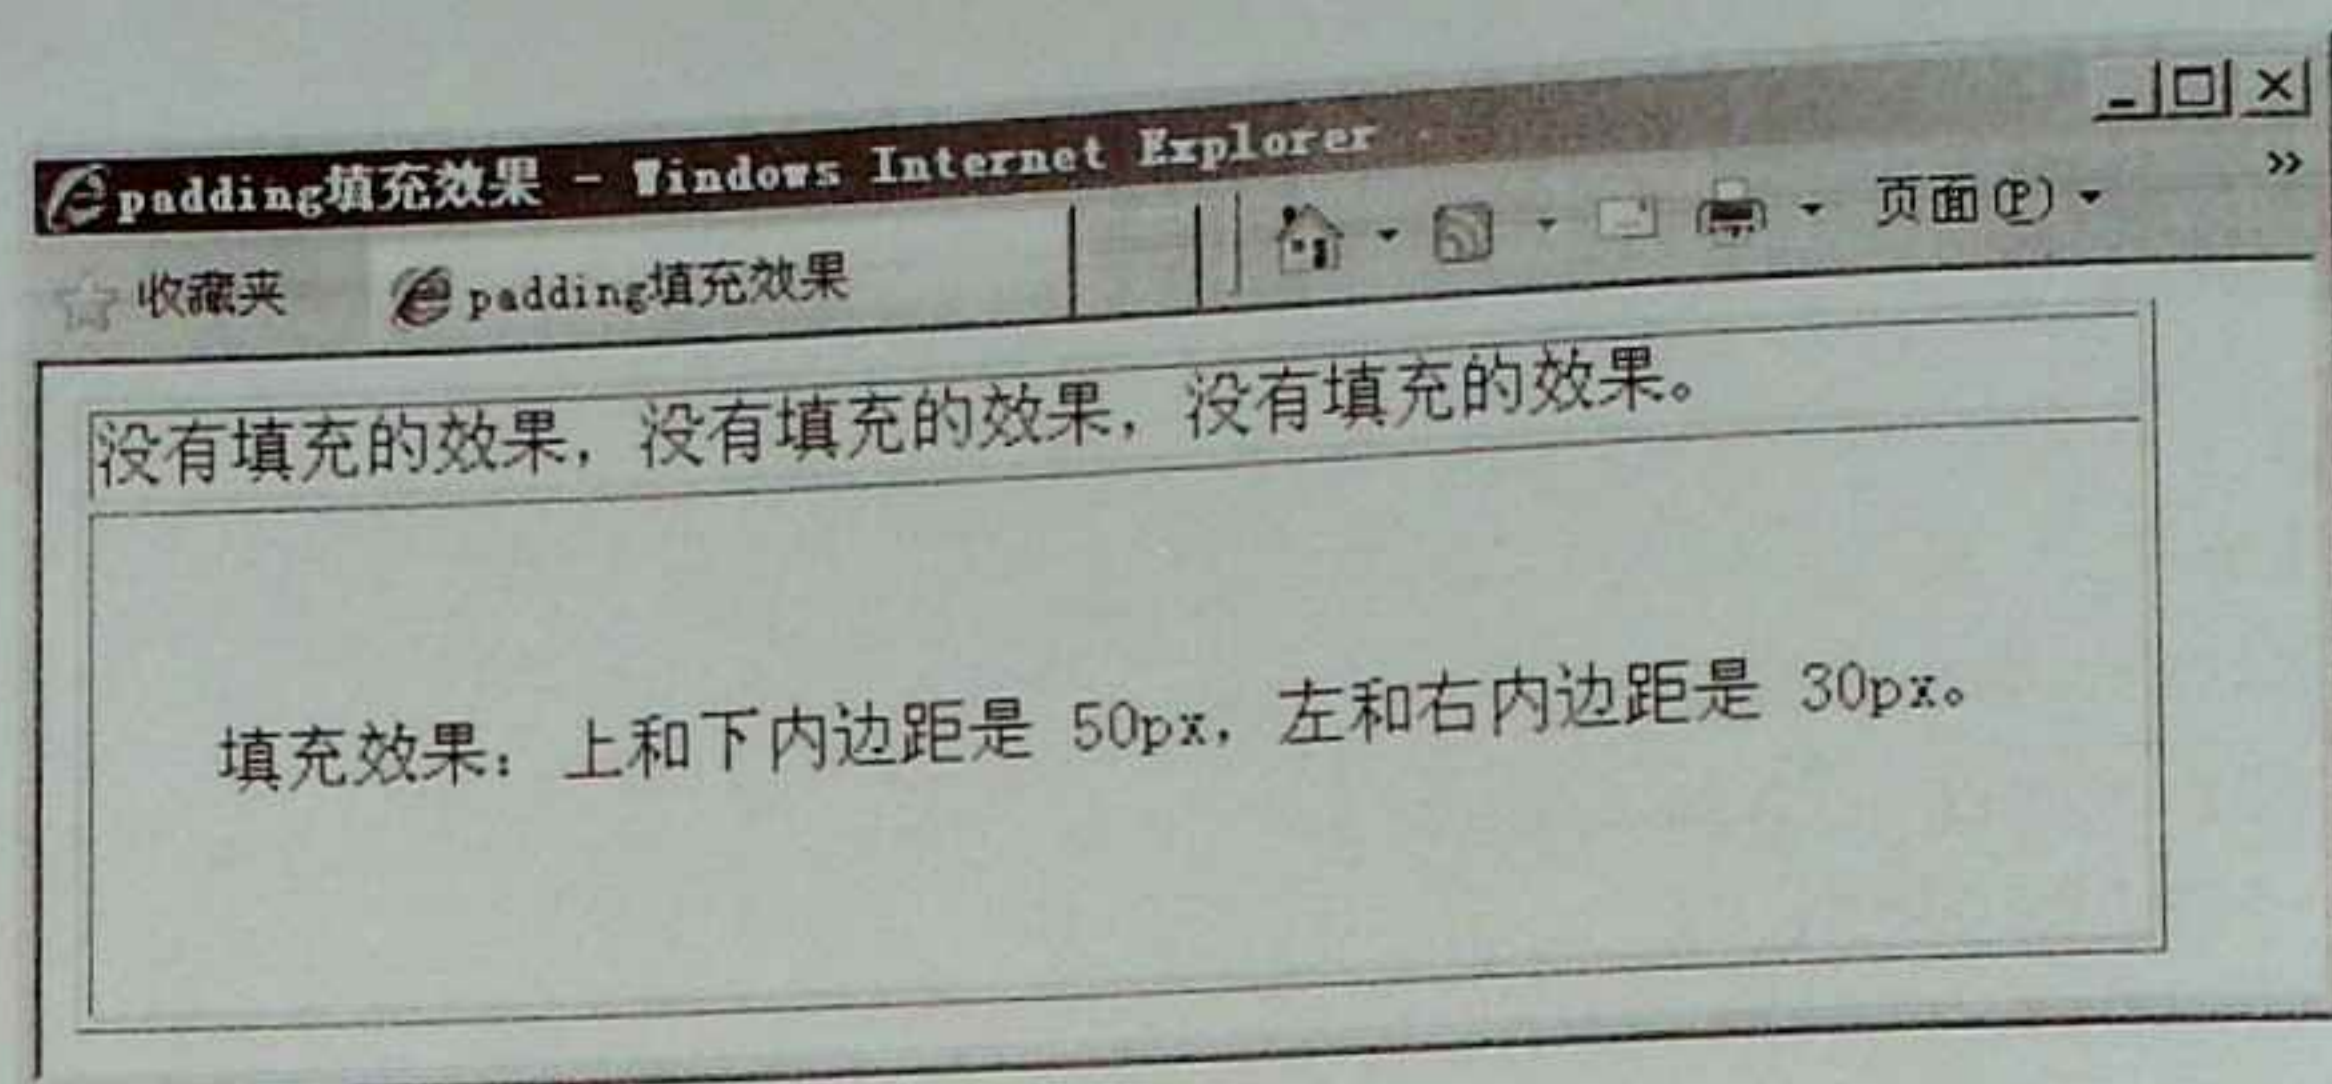 padding填充效果 - Windows Internet Explorer
收藏夹 padding填充效果 页面(P) »
没有填充的效果，没有填充的效果，没有填充的效果。
填充效果：上和下内边距是 50px，左和右内边距是 30px。